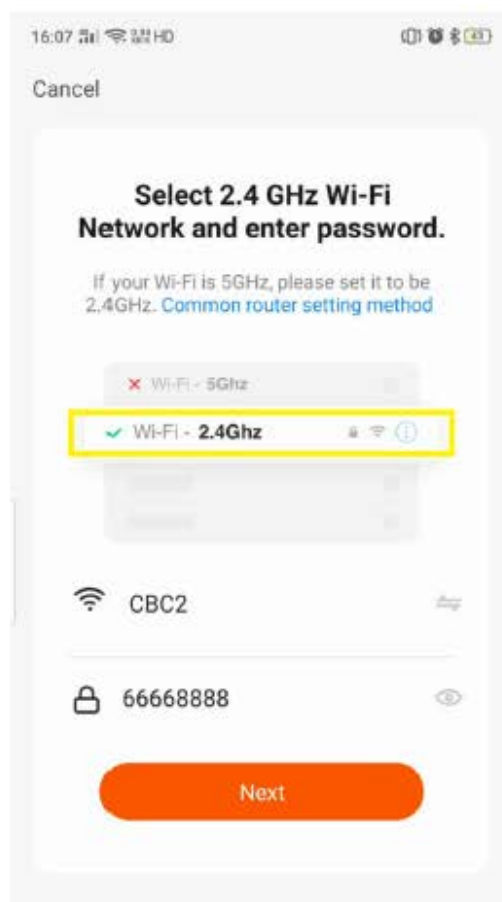 16:07 HD
Cancel
Select 2.4 GHz Wi-Fi
Network and enter password.
If your Wi-Fi is 5GHz, please set it to be
2.4GHz. Common router setting method
Wi-Fi - 5Ghz
Wi-Fi - 2.4Ghz
CBC2
66668888
Next